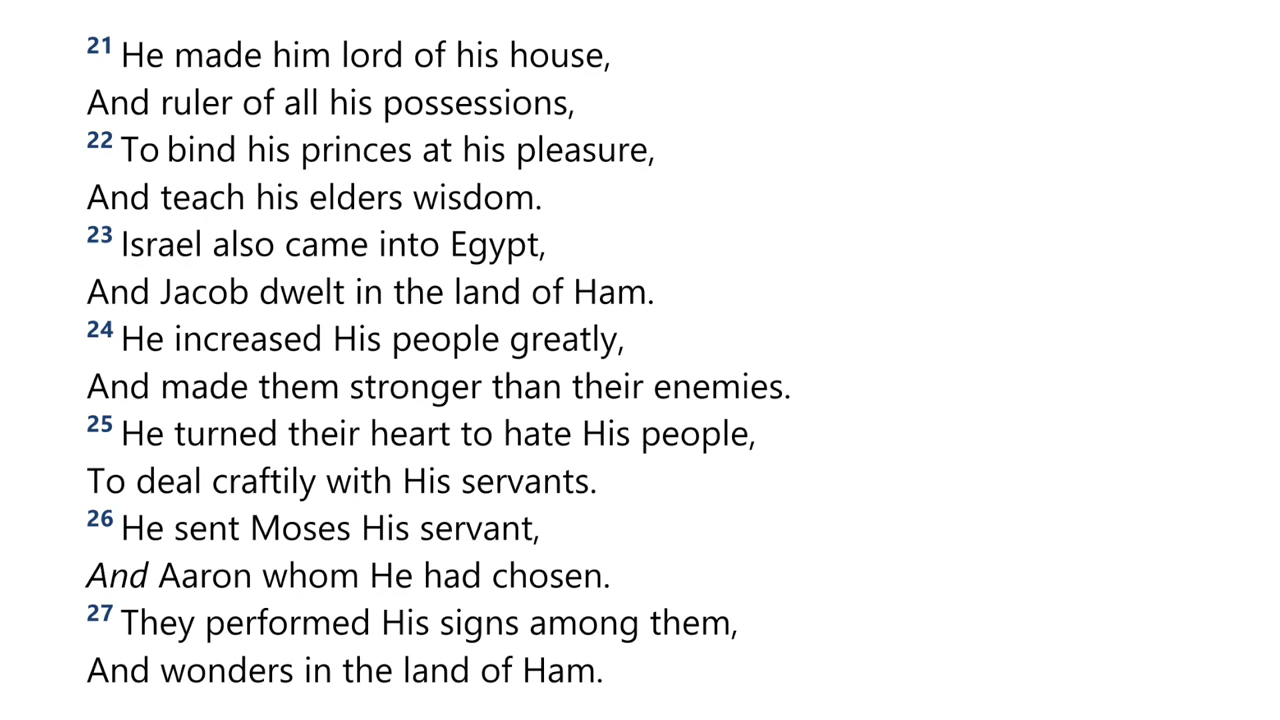 21 He made him lord of his house,
And ruler of all his possessions,
22 To bind his princes at his pleasure,
And teach his elders wisdom.
23 Israel also came into Egypt,
And Jacob dwelt in the land of Ham.
24 He increased His people greatly,
And made them stronger than their enemies.
25 He turned their heart to hate His people,
To deal craftily with His servants.
26 He sent Moses His servant,
And Aaron whom He had chosen.
27 They performed His signs among them,
And wonders in the land of Ham.